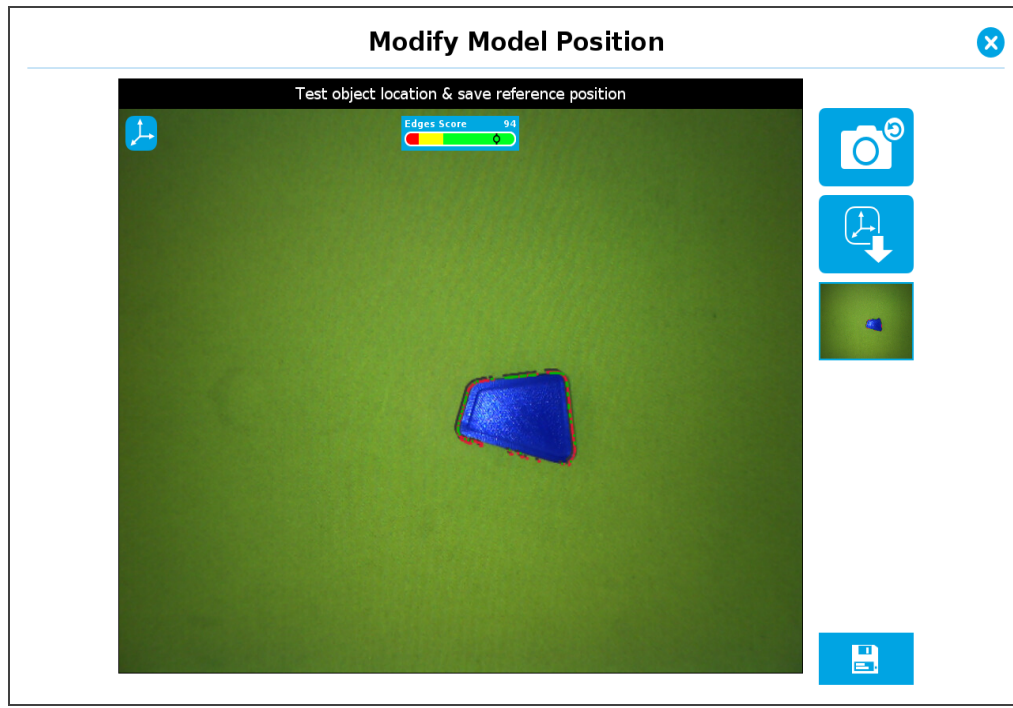 Modify Model Position
Test object location & save reference position
Edges Score 94